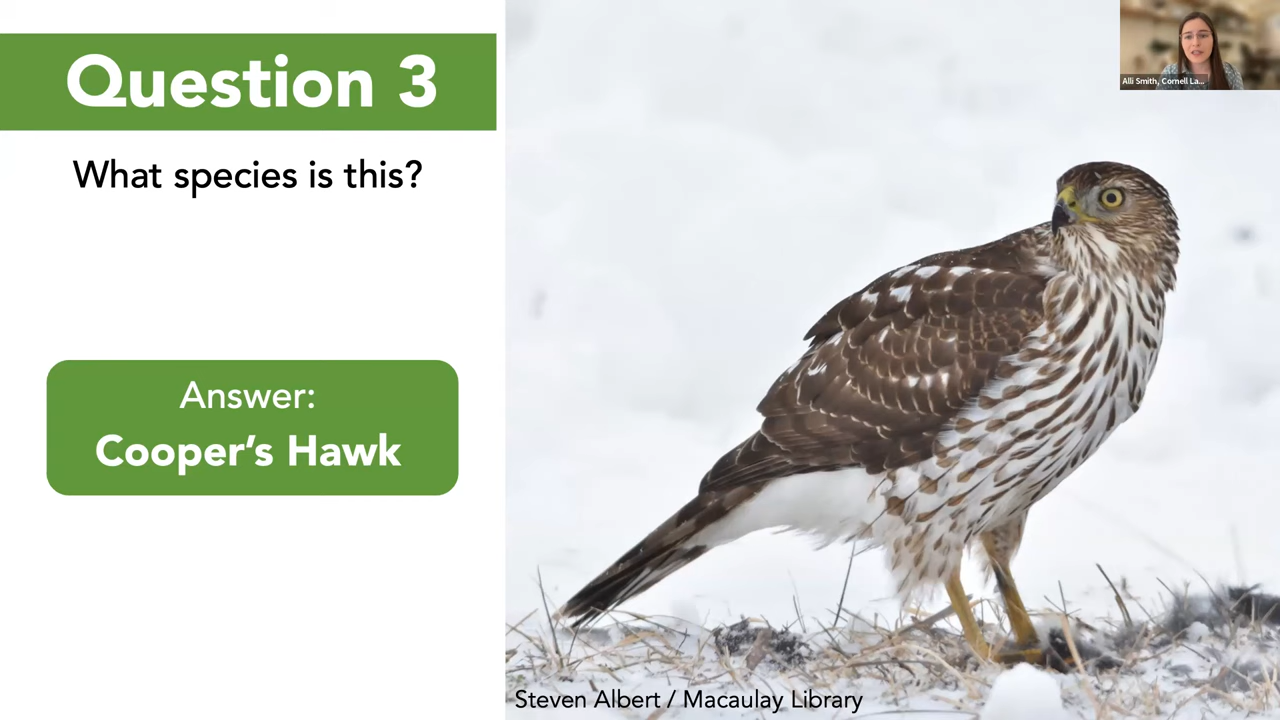 Question 3
What species is this?
Answer:
Cooper's Hawk
Alli Smith, Cornell La...
Steven Albert / Macaulay Library